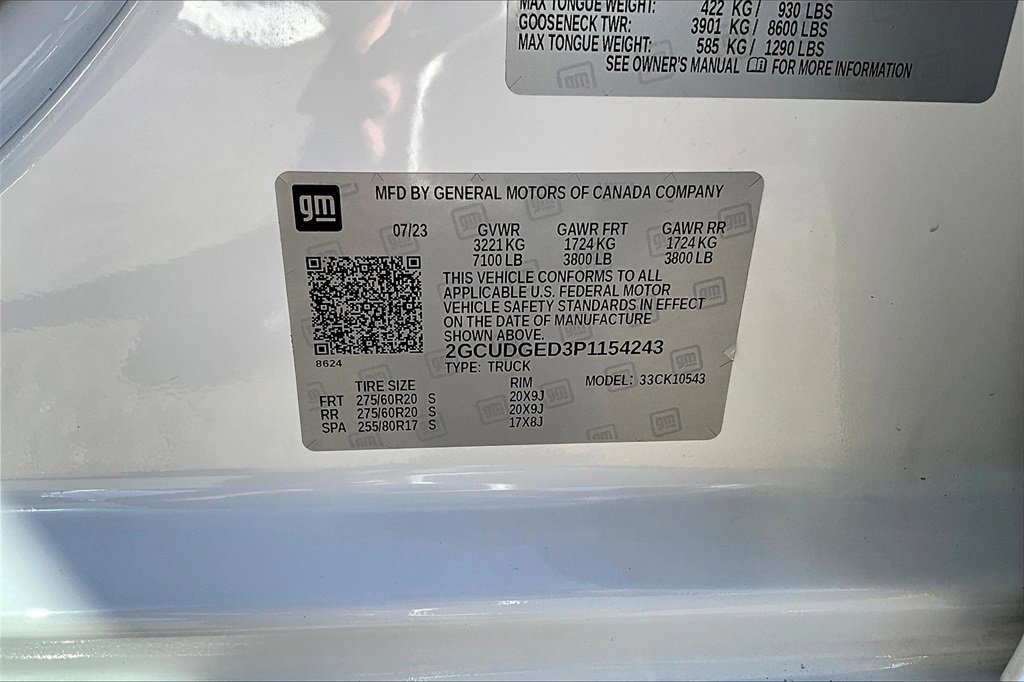 MAX TONGUE WEIGHT: 422 KG / 930 LBS
GOOSENECK TWR: 3901 KG / 8600 LBS
MAX TONGUE WEIGHT: 585 KG / 1290 LBS
SEE OWNER'S MANUAL FOR MORE INFORMATION
gm
MFD BY GENERAL MOTORS OF CANADA COMPANY
07/23 GVWR GAWR FRT GAWR RR
3221 KG 1724 KG 1724 KG
7100 LB 3800 LB 3800 LB
THIS VEHICLE CONFORMS TO ALL
APPLICABLE U.S. FEDERAL MOTOR
VEHICLE SAFETY STANDARDS IN EFFECT
ON THE DATE OF MANUFACTURE
SHOWN ABOVE.
2GCUDGED3P1154243
8624
TYPE: TRUCK
TIRE SIZE RIM MODEL: 33CK10543
FRT 275/60R20 S 20X9J
RR 275/60R20 S 20X9J
SPA 255/80R17 S 17X8J